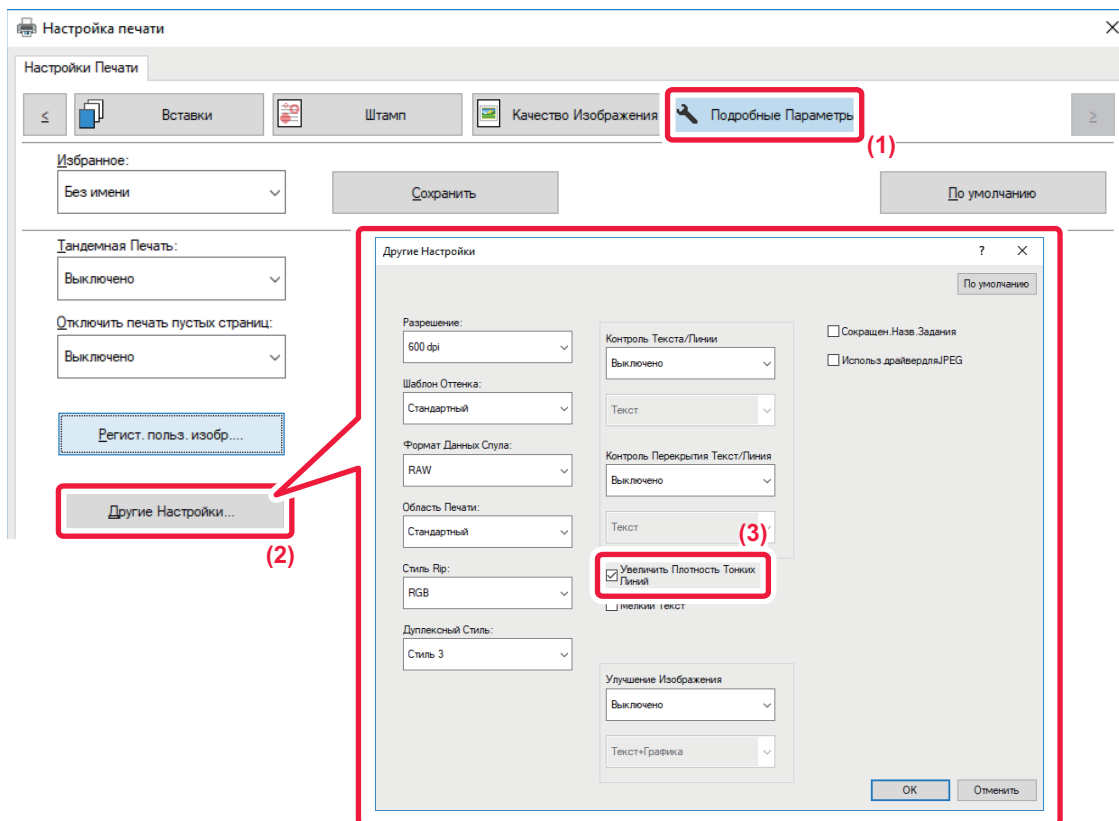 Настройка печати
Настройки Печати
< Вставки Штамп Качество Изображения Подробные Параметры >
(1)
Избранное:
Без имени Сохранить По умолчанию
Тандемная Печать:
Выключено
Отключить печать пустых страниц:
Выключено
Регист. польз. изобр....
Другие Настройки...
(2)
Другие Настройки ?
По умолчанию
Разрешение:
600 dpi
Шаблон Оттенка:
Стандартный
Формат Данных Спула:
RAW
Область Печати:
Стандартный
Стиль Rip:
RGB
Дуплексный Стиль:
Стиль 3
Контроль Текста/Линии
Выключено
Текст
Контроль Перекрытия Текст/Линия
Выключено
Текст
(3)
Увеличить Плотность Тонких
Линий
Мелкий Текст
Улучшение Изображения
Выключено
Текст+Графика
Сокращен.Назв.Задания
Использ.драйвердляJPEG
OK Отменить